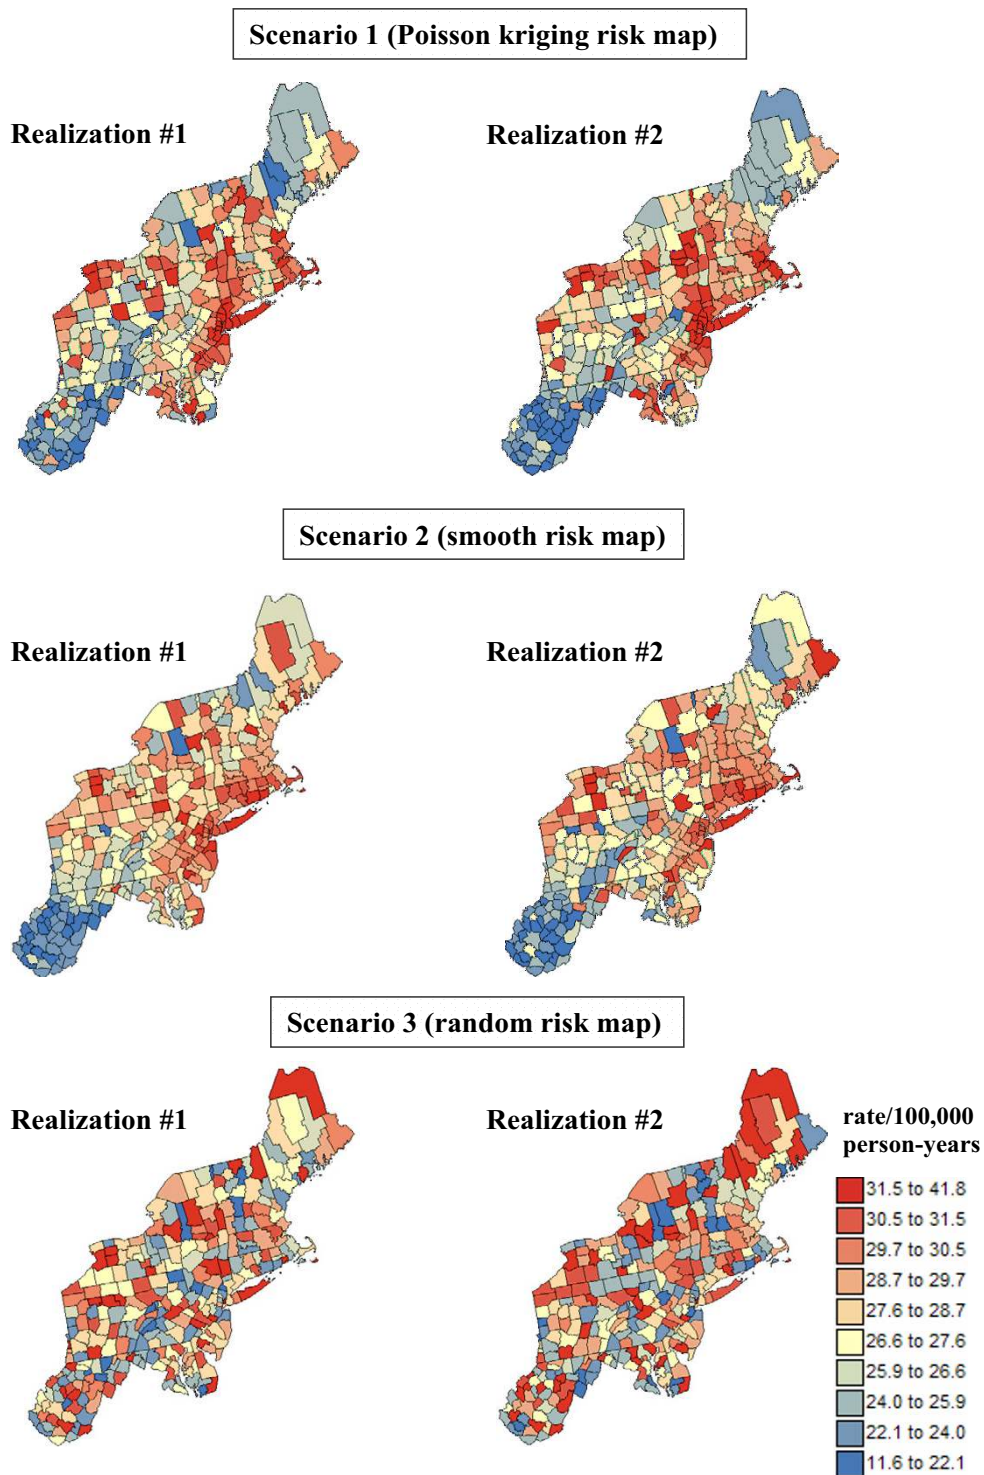 Scenario 1 (Poisson kriging risk map)
Realization #1
Realization #2
Scenario 2 (smooth risk map)
Realization #1
Realization #2
Scenario 3 (random risk map)
Realization #1
Realization #2
rate/100,000
person-years
31.5 to 41.8
30.5 to 31.5
29.7 to 30.5
28.7 to 29.7
27.6 to 28.7
26.6 to 27.6
25.9 to 26.6
24.0 to 25.9
22.1 to 24.0
11.6 to 22.1